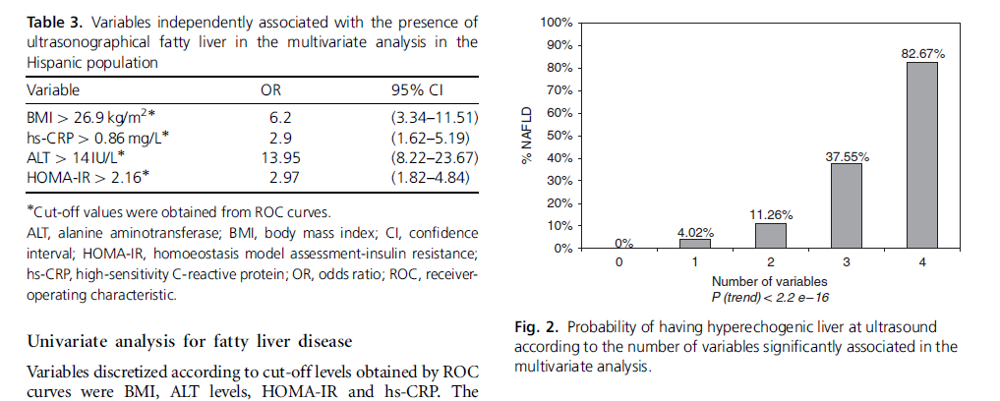 Table 3. Variables independently associated with the presence of
ultrasonographical fatty liver in the multivariate analysis in the
Hispanic population
Variable OR 95% CI
BMI > 26.9 kg/m²* 6.2 (3.34–11.51)
hs-CRP > 0.86 mg/L* 2.9 (1.62–5.19)
ALT > 14 IU/L* 13.95 (8.22–23.67)
HOMA-IR > 2.16* 2.97 (1.82–4.84)
*Cut-off values were obtained from ROC curves.
ALT, alanine aminotransferase; BMI, body mass index; CI, confidence
interval; HOMA-IR, homoeostasis model assessment-insulin resistance;
hs-CRP, high-sensitivity C-reactive protein; OR, odds ratio; ROC, receiver-
operating characteristic.
Univariate analysis for fatty liver disease
Variables discretized according to cut-off levels obtained by ROC
curves were BMI, ALT levels, HOMA-IR and hs-CRP. The
100%
90%
80%
70%
60%
50%
40%
30%
20%
10%
0%
% NAFLD
0%
4.02%
11.26%
37.55%
82.67%
0 1 2 3 4
Number of variables
P (trend) < 2.2 e−16
Fig. 2. Probability of having hyperechogenic liver at ultrasound
according to the number of variables significantly associated in the
multivariate analysis.